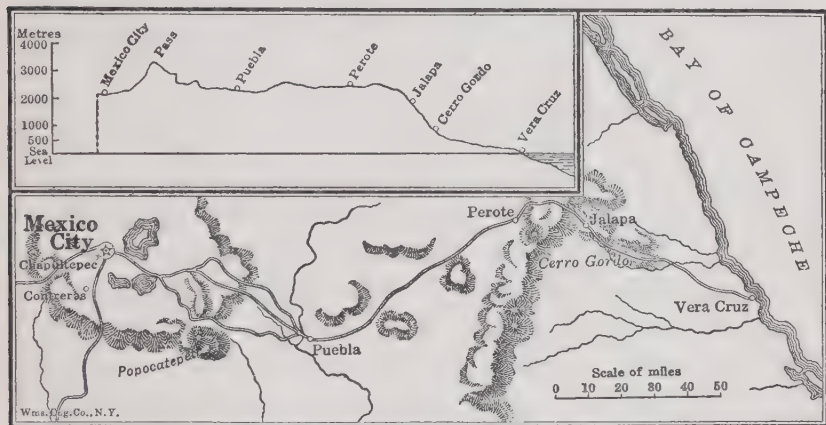 Metres
4000
3000
2000
1000
500
Sea
Level
Mexico City
Pass
Puebla
Perote
Jalapa
Cerro Gozdo
Vera Cruz
BAY OF CAMPECHE
Mexico
City
Chapultepec
Contreras
Popocatepetl
Puebla
Perote
Jalapa
Cerro Gordo
Vera Cruz
Scale of miles
0 10 20 30 40 50
Wms. Eng. Co., N.Y.